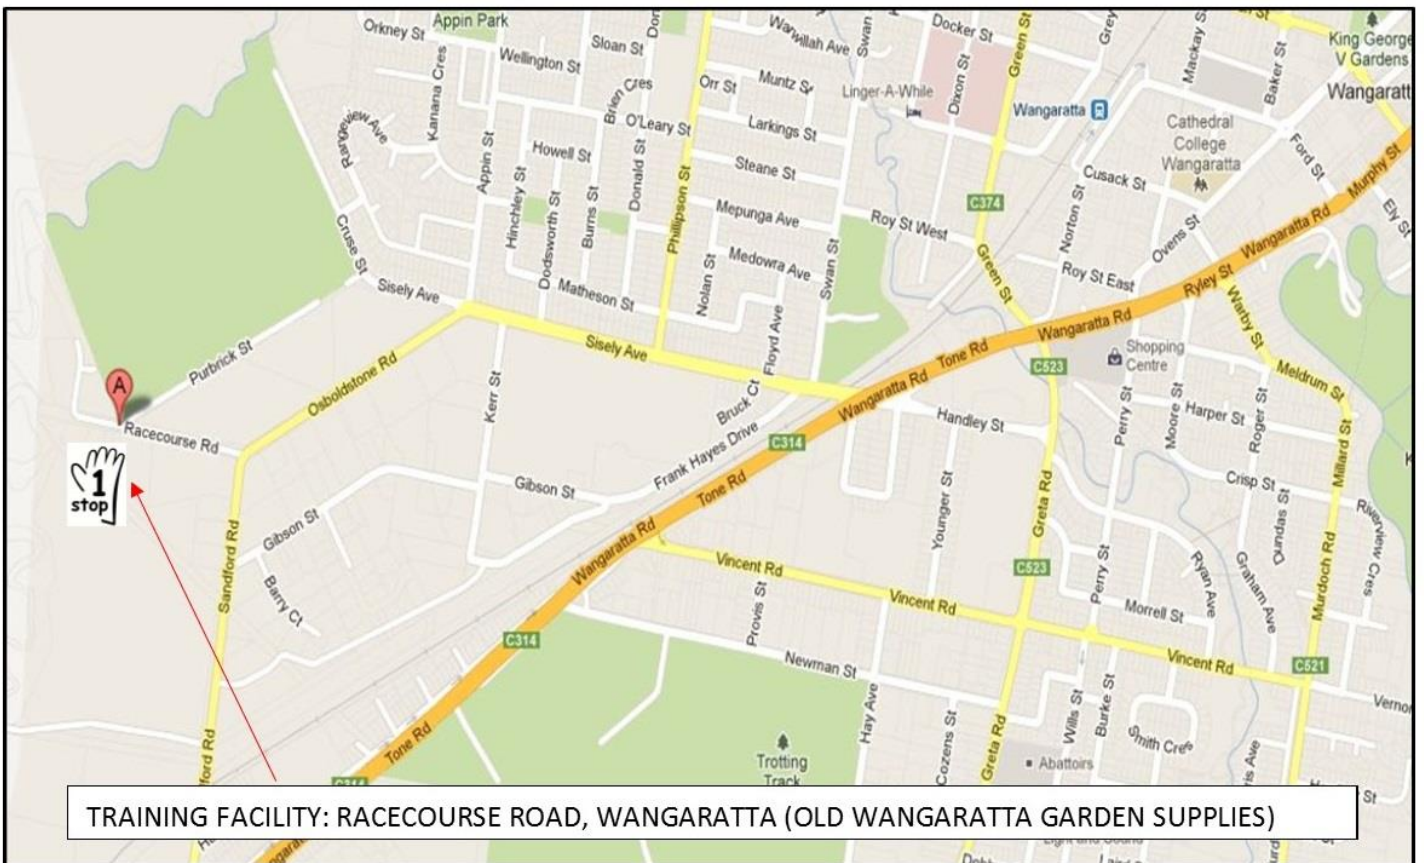 Appin Park
Orkney St
Kanana Cres
Wellington St
Sloan St
Brien Cres
Orr St
Muntz St
Warwillah Ave
Swan St
Docker St
Green St
Mackay St
Baker St
King George
V Gardens
Wangaratt
Linger-A-While
Dixon St
Wangaratta
Cathedral
College
Wangaratta
Rangeview Ave
Appin St
O'Leary St
Larkings St
Howell St
Donald St
Steane St
Ford St
Murphy St
Cusack St
Hinchley St
Dodsworth St
Burns St
Phillipson St
Mepunga Ave
Roy St West
C374
Norton St
Ovens St
Wangaratta Rd
Ely St
Cruse St
Sisely Ave
Matheson St
Nolan St
Medowra Ave
Swan St
Green St
Roy St East
Ryley St
Warby St
Purbrick St
Osboldstone Rd
Sisely Ave
Floyd Ave
Tone Rd
Wangaratta Rd
C523
Shopping
Centre
Meldrum St
A
Racecourse Rd
Kerr St
Bruck Ct
Wangaratta Rd
Handley St
Perry St
Moore St
Harper St
Roger St
Millard St
1
stop
Frank Hayes Drive
C314
Gibson St
Tone Rd
Crisp St
Riverview Cres
Gibson St
Sandford Rd
Barry Ct
Wangaratta Rd
Younger St
Greta Rd
Dundas St
Vincent Rd
Provis St
Vincent Rd
C523
Perry St
Ryan Ave
Graham Ave
Murdoch Rd
Morrell St
C314
Newman St
Vincent Rd
C521
Hay Ave
Wills St
Burke St
Smith Cres
Tone Rd
Trotting
Track
Cozens St
Greta Rd
Abattoirs
TRAINING FACILITY: RACECOURSE ROAD, WANGARATTA (OLD WANGARATTA GARDEN SUPPLIES)